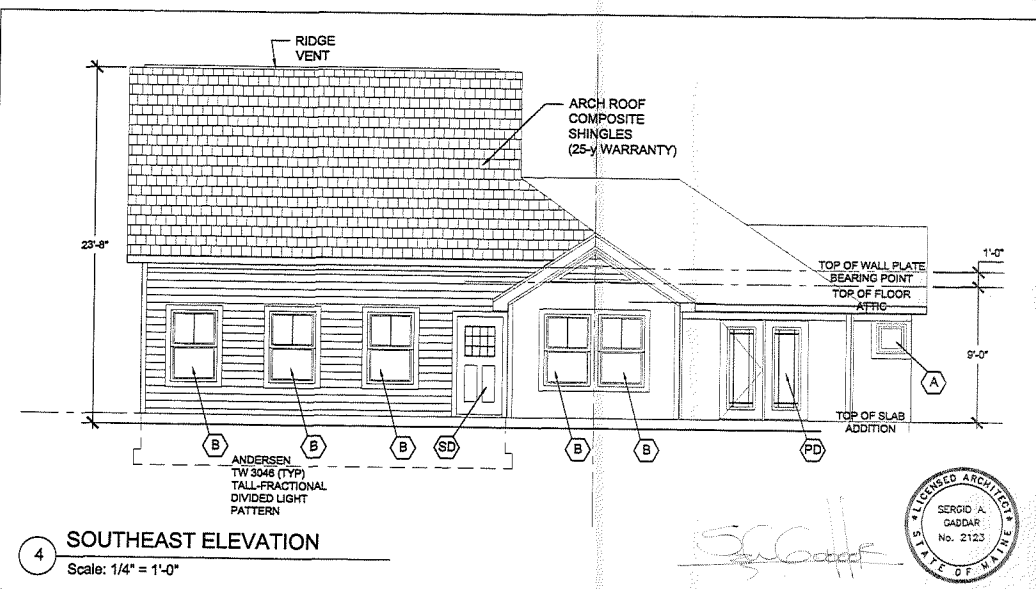 RIDGE
VENT
ARCH ROOF
COMPOSITE
SHINGLES
(25-y WARRANTY)
23'-8"
TOP OF WALL PLATE
BEARING POINT
TOP OF FLOOR
ATTIC
1'-0"
9'-0"
A
TOP OF SLAB
ADDITION
B
B
B
SD
B
B
PD
ANDERSEN
TW 3046 (TYP)
TALL-FRACTIONAL
DIVIDED LIGHT
PATTERN
4
SOUTHEAST ELEVATION
Scale: 1/4" = 1'-0"
LICENSED ARCHITECT
SERGIO A.
GADDAR
No. 2123
STATE OF MAINE